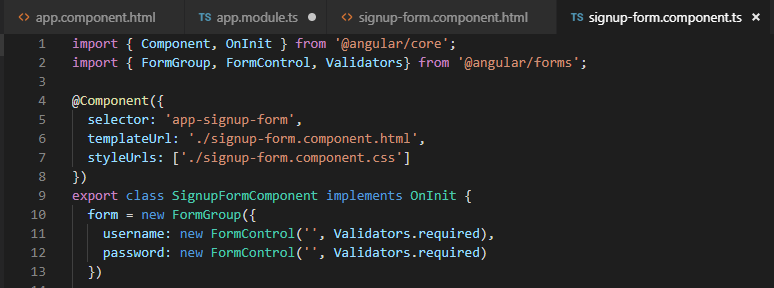 app.component.html TS app.module.ts signup-form.component.html TS signup-form.component.ts
1 import { Component, OnInit } from '@angular/core';
2 import { FormGroup, FormControl, Validators} from '@angular/forms';
3
4 @Component({
5 selector: 'app-signup-form',
6 templateUrl: './signup-form.component.html',
7 styleUrls: ['./signup-form.component.css']
8 })
9 export class SignupFormComponent implements OnInit {
10 form = new FormGroup({
11 username: new FormControl('', Validators.required),
12 password: new FormControl('', Validators.required)
13 })